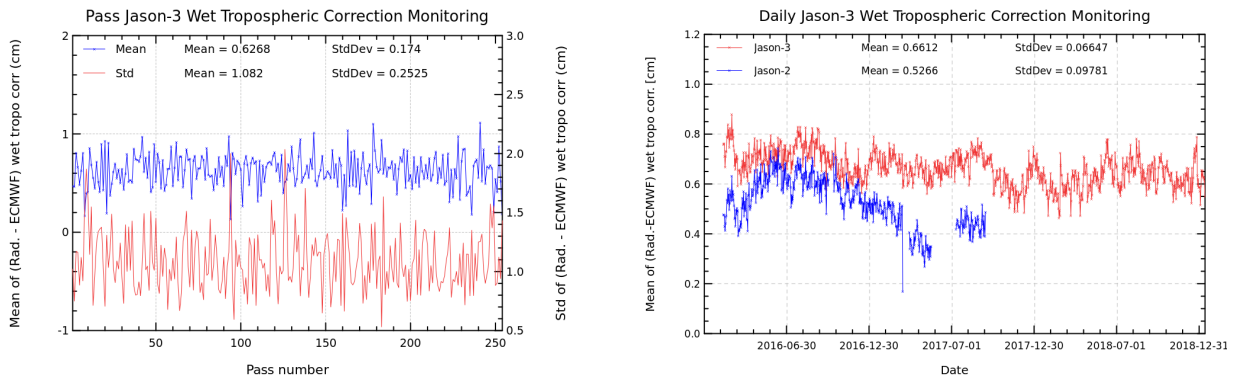 Pass Jason-3 Wet Tropospheric Correction Monitoring
Mean Mean = 0.6268 StdDev = 0.174
Std Mean = 1.082 StdDev = 0.2525
Mean of (Rad. - ECMWF) wet tropo corr (cm)
2
1
0
-1
Std of (Rad. - ECMWF) wet tropo corr (cm)
3.0
2.5
2.0
1.5
1.0
0.5
50 100 150 200 250
Pass number
Daily Jason-3 Wet Tropospheric Correction Monitoring
Jason-3 Mean = 0.6612 StdDev = 0.06647
Jason-2 Mean = 0.5266 StdDev = 0.09781
Mean of (Rad.-ECMWF) wet tropo corr. [cm]
1.2
1.0
0.8
0.6
0.4
0.2
0.0
2016-06-30 2016-12-30 2017-07-01 2017-12-30 2018-07-01 2018-12-31
Date